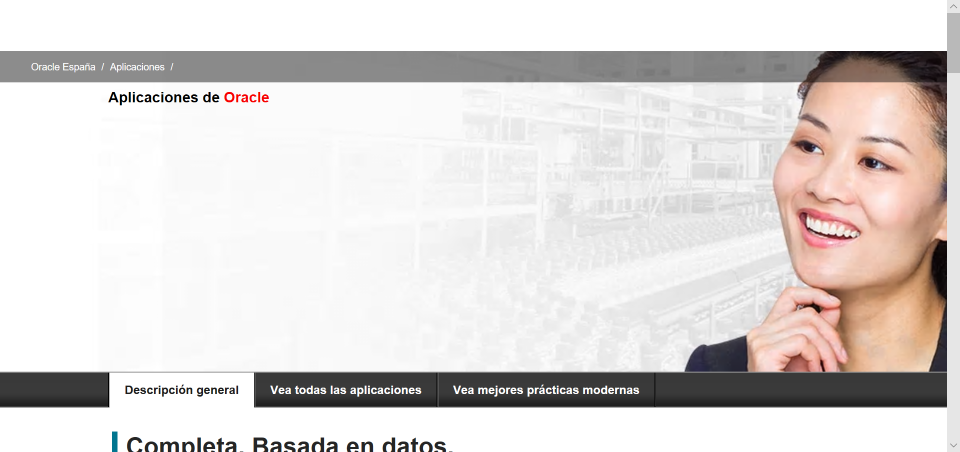 Oracle España / Aplicaciones /
Aplicaciones de Oracle
Descripción general Vea todas las aplicaciones Vea mejores prácticas modernas
Completa. Basada en datos.